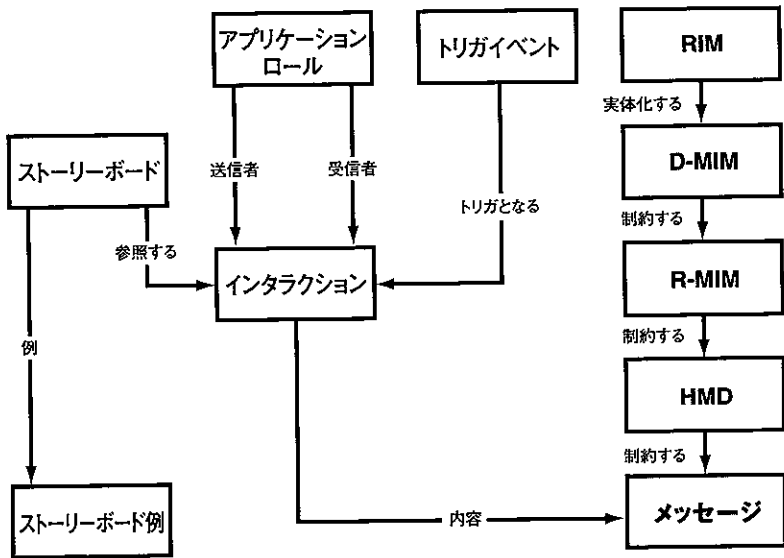 アプリケーション
ロール
トリガイベント
RIM
実体化する
ストーリーボード
送信者
受信者
D-MIM
トリガとなる
制約する
参照する
インタラクション
R-MIM
例
制約する
HMD
制約する
ストーリーボード例
内容
メッセージ